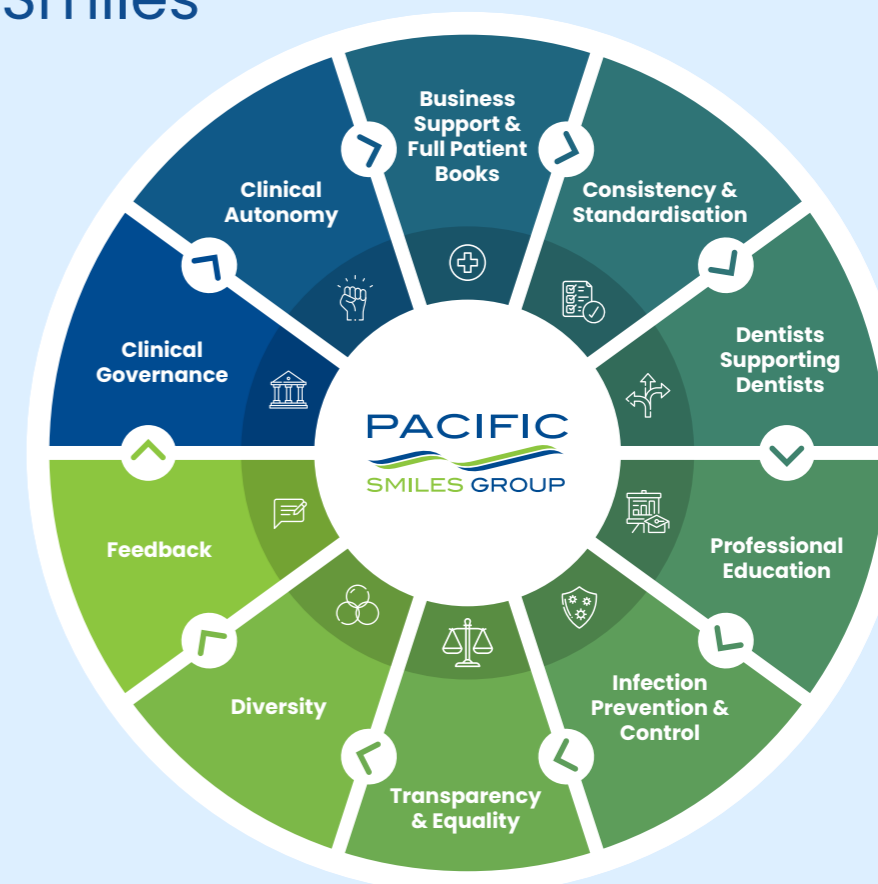 Smiles
Business
Support &
Full Patient
Books
Consistency &
Standardisation
Dentists
Supporting
Dentists
Professional
Education
Infection
Prevention &
Control
Transparency
& Equality
Diversity
Feedback
Clinical
Governance
Clinical
Autonomy
PACIFIC
SMILES GROUP